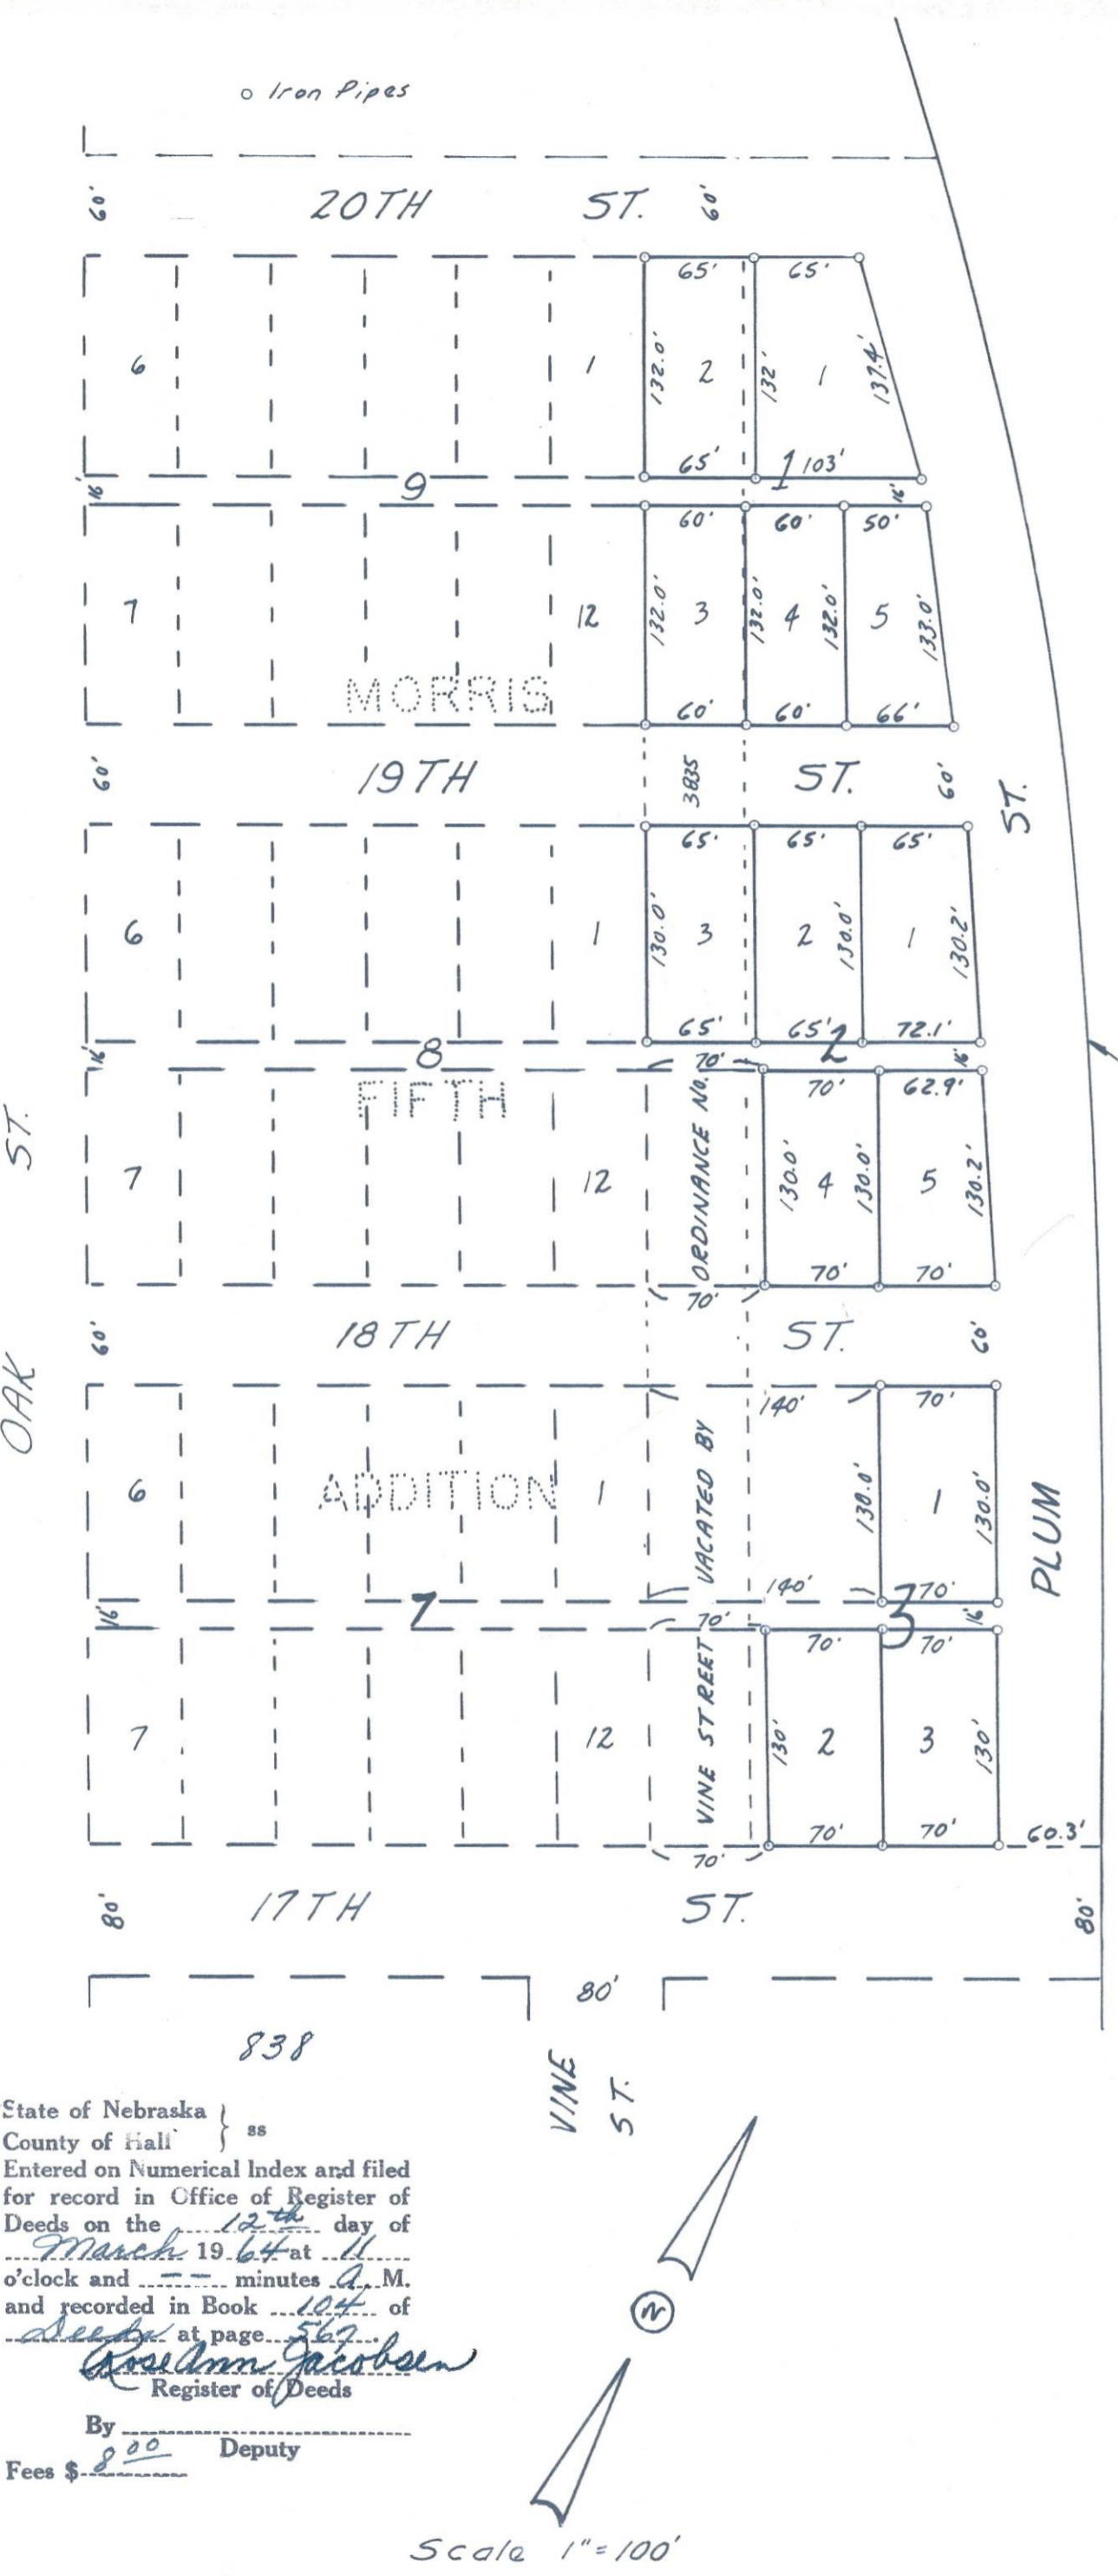 o Iron Pipes
60'
20TH ST.
60'
65' 65'
6 1 132.0' 2 132' 1 137.4'
65' 1 103'
16' 9 16'
60' 60' 50'
7 12 132.0' 3 132.0' 4 132.0' 5 133.0'
MORRIS
60' 60' 66'
60' 19TH 3835 ST. 60'
ST.
65' 65' 65'
6 1 130.0' 3 2 130.0' 1 130.2'
65' 65' 2 72.1'
16' 8 70' 16'
FIFTH
70' 62.9'
ST.
7 12 ORDINANCE NO. 130.0' 4 130.0' 5 130.2'
70' 70'
70'
60' 18TH ST. 60'
OAK
140' 70'
6 ADDITION 1 VACATED BY 130.0' 1 130.0'
PLUM
140' 70'
16' 7 70' 3 16'
70' 70'
7 12 VINE STREET 130' 2 3 130'
70' 70' 60.3'
70'
80' 17TH ST. 80'
80'
838
VINE
ST.
State of Nebraska } ss
County of Hall
Entered on Numerical Index and filed
for record in Office of Register of
Deeds on the 12th day of
March 19 64 at 11
o'clock and -- minutes A. M.
and recorded in Book 104 of
Deeds at page 567.
RoseAnn Jacobsen
Register of Deeds
By
Deputy
Fees $ 8 00
N
Scale 1"=100'